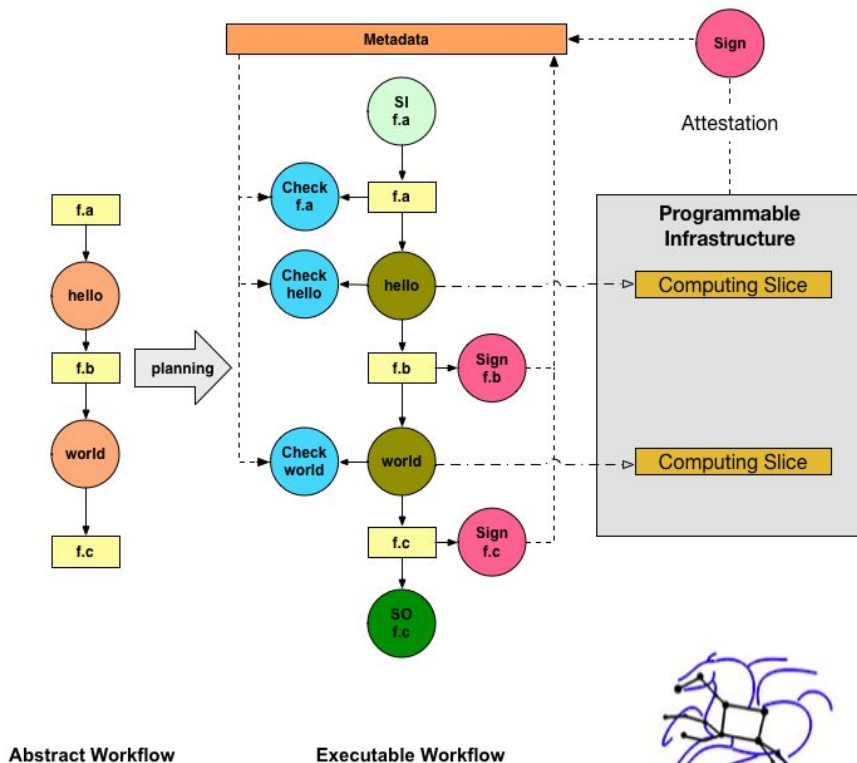 Metadata
Sign
SI
f.a
Attestation
Check
f.a
f.a
f.a
Programmable
Infrastructure
hello
Check
hello
hello
Computing Slice
f.b
planning
f.b
Sign
f.b
world
Check
world
world
Computing Slice
f.c
f.c
Sign
f.c
SO
f.c
Abstract Workflow
Executable Workflow